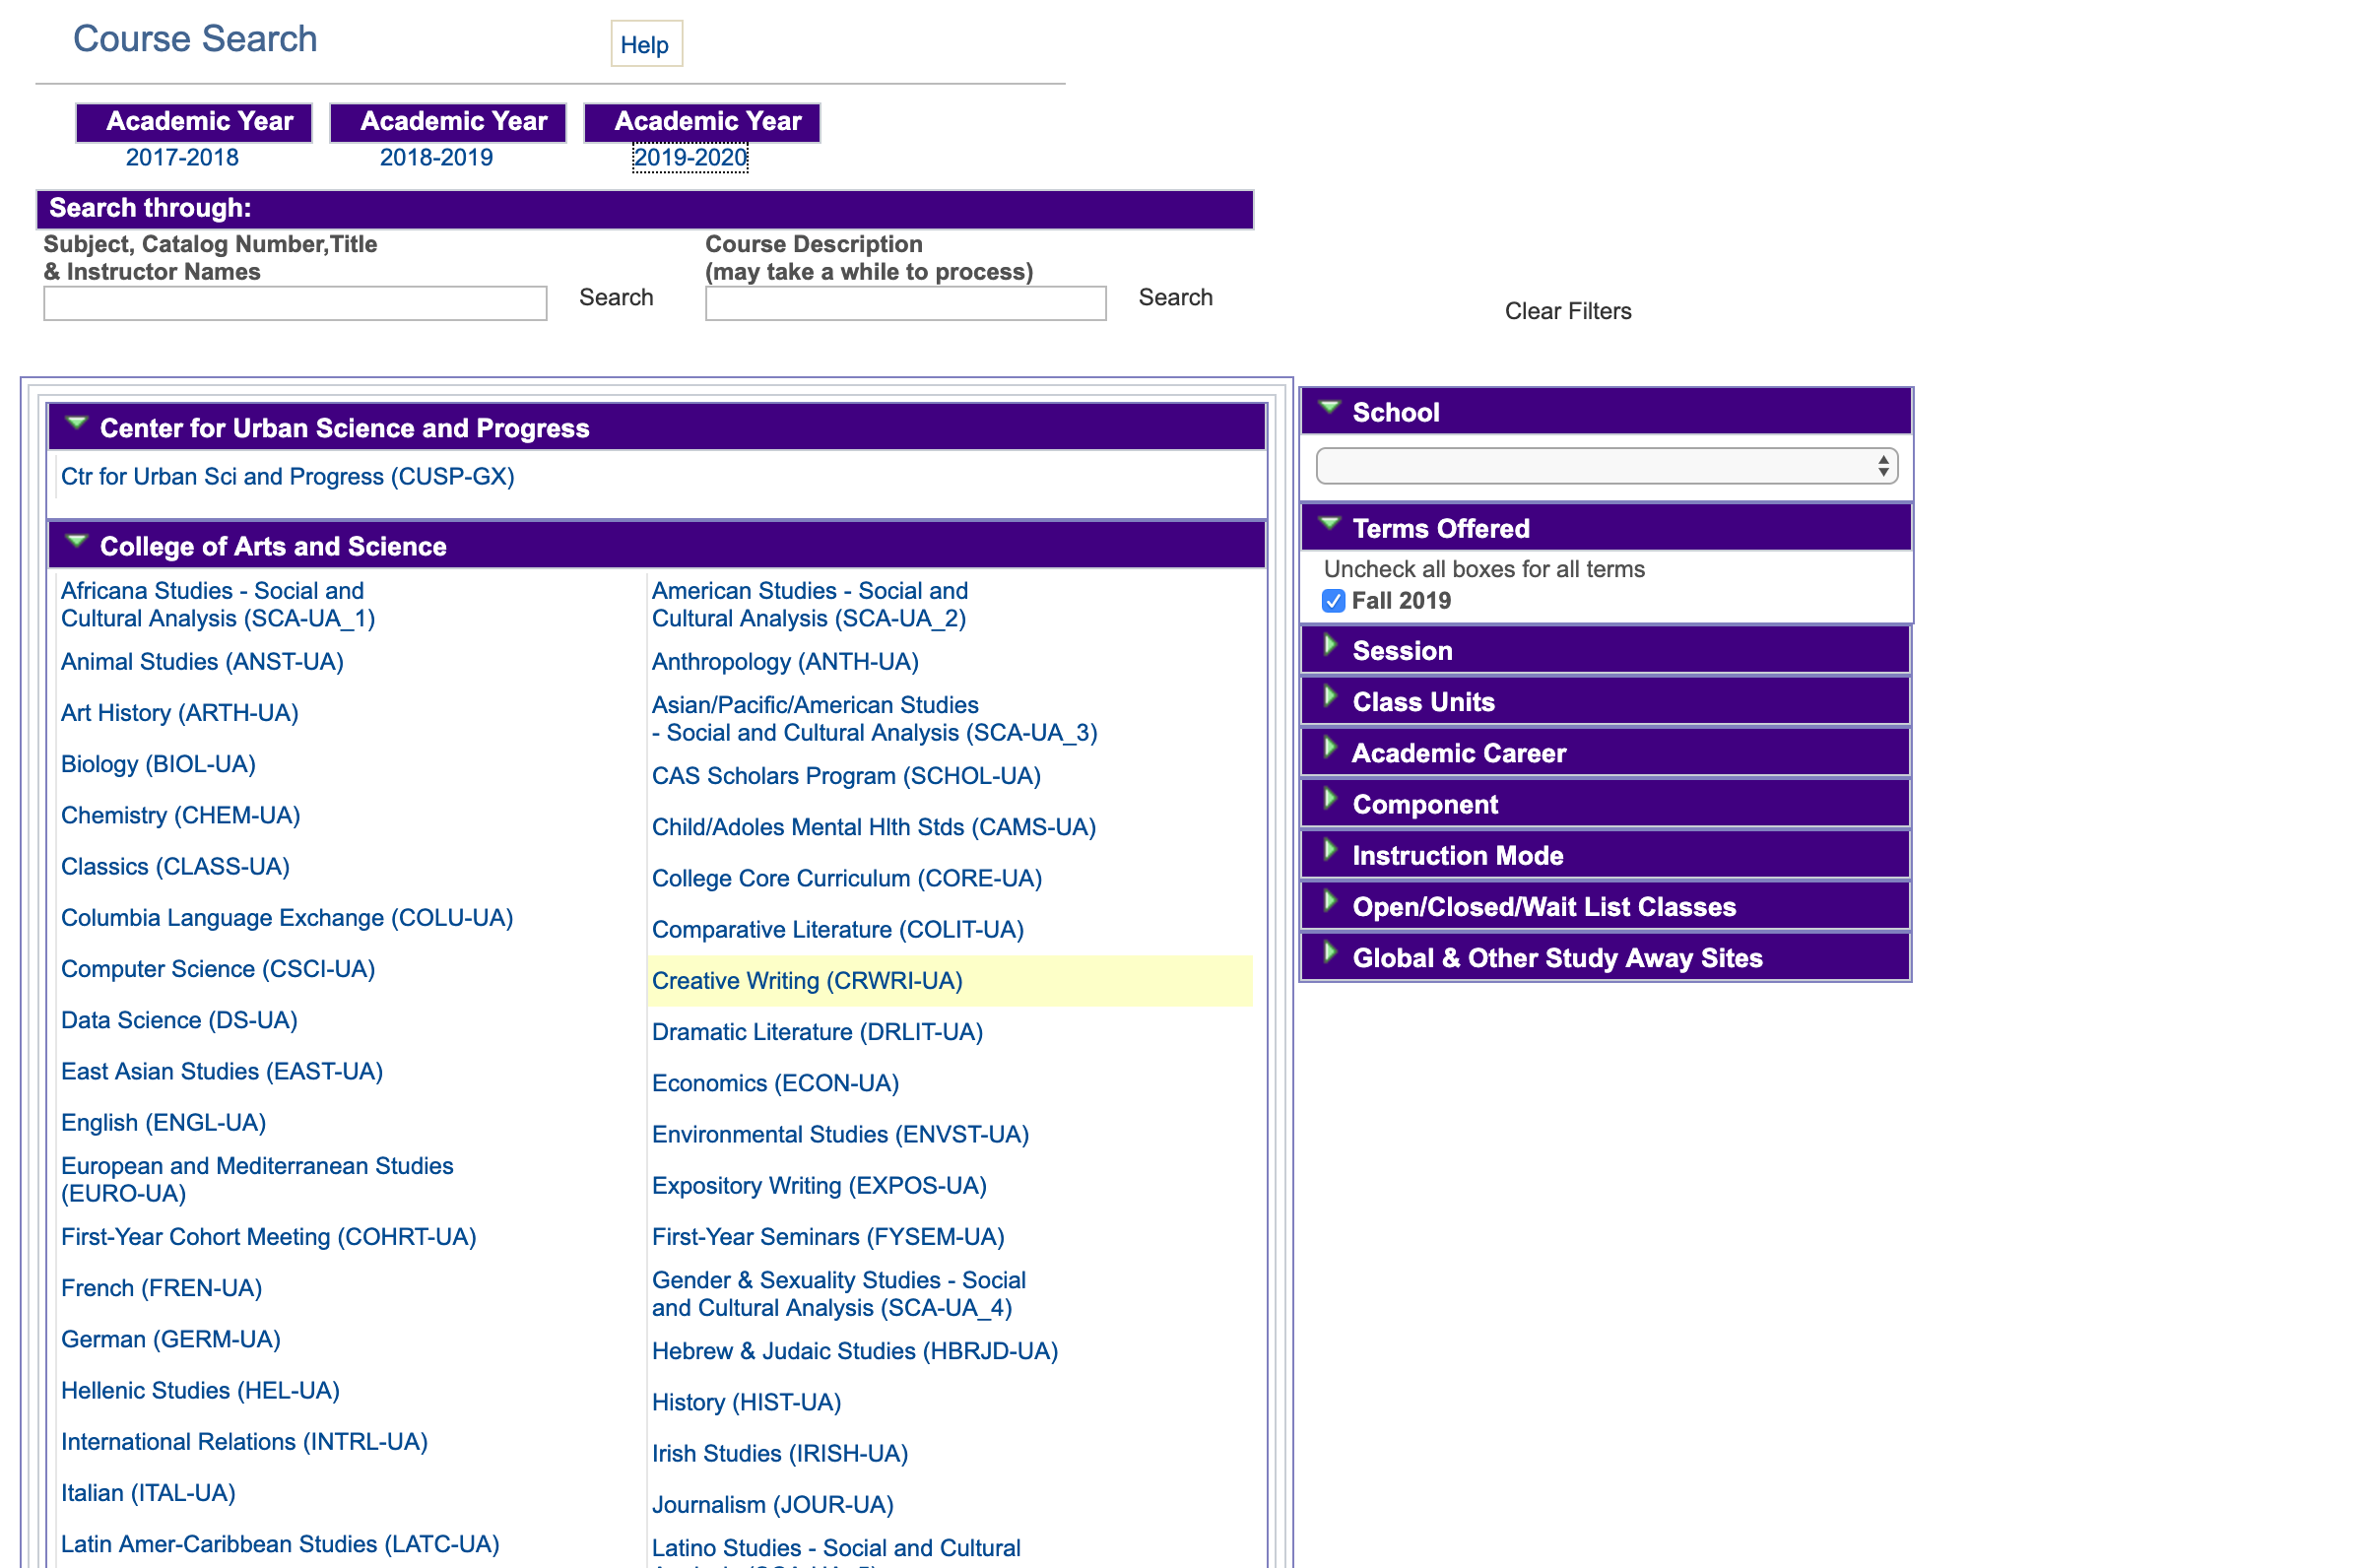 Course Search
Help
Academic Year
Academic Year
Academic Year
2017-2018
2018-2019
2019-2020
Search through:
Subject, Catalog Number,Title
& Instructor Names
Search
Course Description
(may take a while to process)
Search
Clear Filters
Center for Urban Science and Progress
Ctr for Urban Sci and Progress (CUSP-GX)
College of Arts and Science
Africana Studies - Social and
Cultural Analysis (SCA-UA_1)
Animal Studies (ANST-UA)
Art History (ARTH-UA)
Biology (BIOL-UA)
Chemistry (CHEM-UA)
Classics (CLASS-UA)
Columbia Language Exchange (COLU-UA)
Computer Science (CSCI-UA)
Data Science (DS-UA)
East Asian Studies (EAST-UA)
English (ENGL-UA)
European and Mediterranean Studies
(EURO-UA)
First-Year Cohort Meeting (COHRT-UA)
French (FREN-UA)
German (GERM-UA)
Hellenic Studies (HEL-UA)
International Relations (INTRL-UA)
Italian (ITAL-UA)
Latin Amer-Caribbean Studies (LATC-UA)
American Studies - Social and
Cultural Analysis (SCA-UA_2)
Anthropology (ANTH-UA)
Asian/Pacific/American Studies
- Social and Cultural Analysis (SCA-UA_3)
CAS Scholars Program (SCHOL-UA)
Child/Adoles Mental Hlth Stds (CAMS-UA)
College Core Curriculum (CORE-UA)
Comparative Literature (COLIT-UA)
Creative Writing (CRWRI-UA)
Dramatic Literature (DRLIT-UA)
Economics (ECON-UA)
Environmental Studies (ENVST-UA)
Expository Writing (EXPOS-UA)
First-Year Seminars (FYSEM-UA)
Gender & Sexuality Studies - Social
and Cultural Analysis (SCA-UA_4)
Hebrew & Judaic Studies (HBRJD-UA)
History (HIST-UA)
Irish Studies (IRISH-UA)
Journalism (JOUR-UA)
Latino Studies - Social and Cultural
School
Terms Offered
Uncheck all boxes for all terms
Fall 2019
Session
Class Units
Academic Career
Component
Instruction Mode
Open/Closed/Wait List Classes
Global & Other Study Away Sites